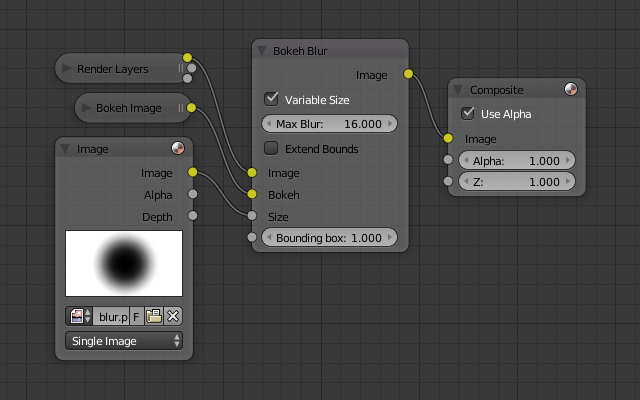 Render Layers
Bokeh Image
Image
Image
Alpha
Depth
blur.p F
Single Image
Bokeh Blur
Image
Variable Size
Max Blur: 16.000
Extend Bounds
Image
Bokeh
Size
Bounding box: 1.000
Composite
Use Alpha
Image
Alpha: 1.000
Z: 1.000